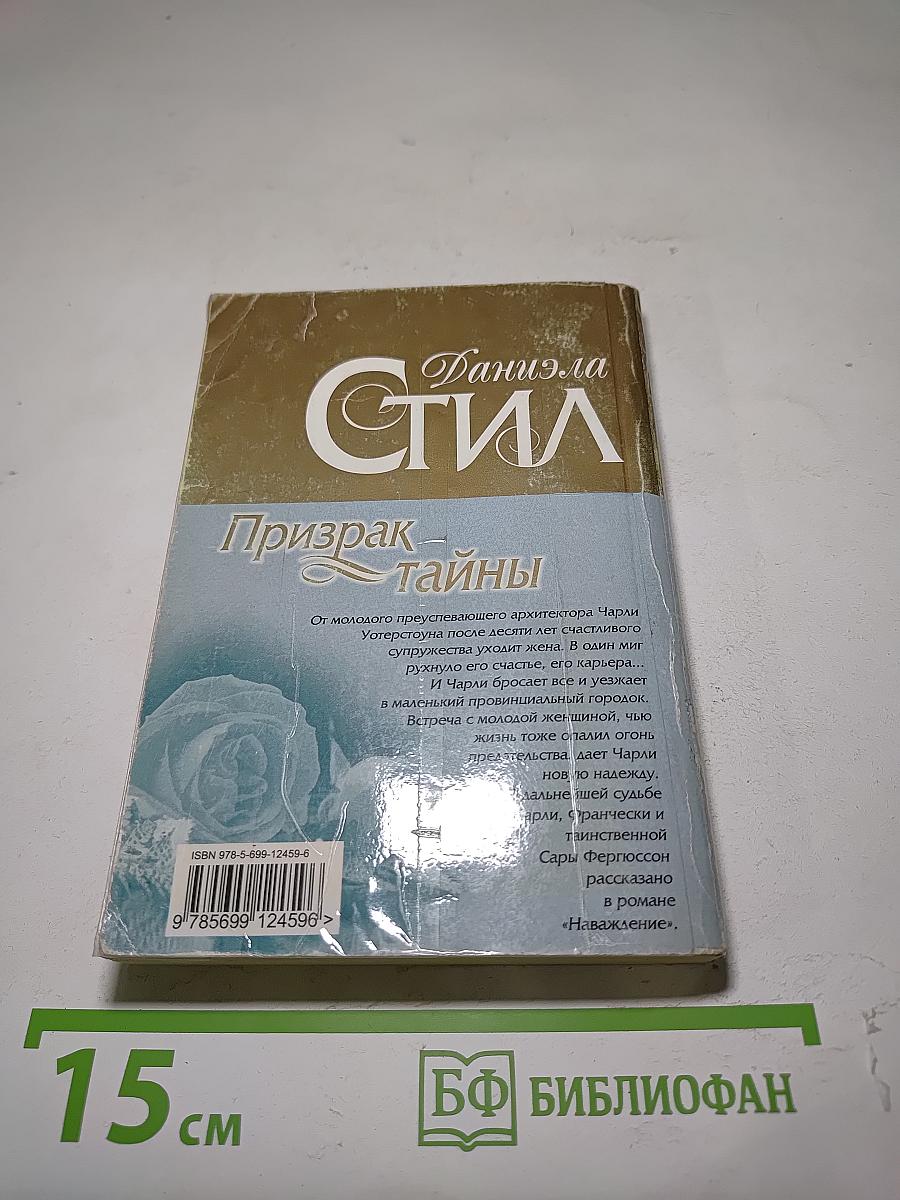 Даниэла
Стил
Призрак
тайны
От молодого преуспевающего архитектора Чарли
Уотерстоуна после десяти лет счастливого
супружества уходит жена. В один миг
рухнуло его счастье, его карьера...
И Чарли бросает все и уезжает
в маленький провинциальный городок.
Встреча с молодой женщиной, чью
жизнь тоже опалил огонь
предательства, дает Чарли
новую надежду.
дальнейшей судьбе
Чарли, Франчески и
таинственной
Сары Фергюссон
рассказано
в романе
«Наваждение».
ISBN 978-5-699-12459-6
9 785699 124596 >
15 см
БФ БИБЛИОФАН